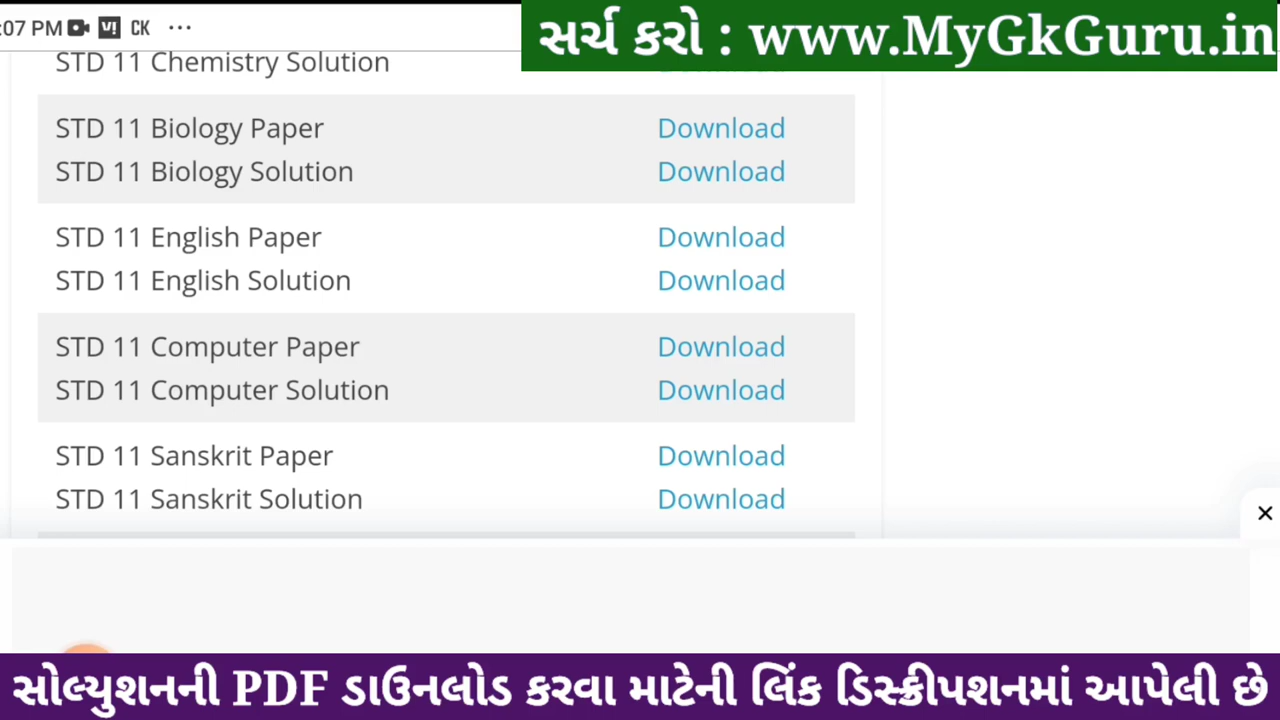 :07 PM V! CK ...
સર્ચ કરો : www.MyGkGuru.in
STD 11 Chemistry Solution
STD 11 Biology Paper Download
STD 11 Biology Solution Download
STD 11 English Paper Download
STD 11 English Solution Download
STD 11 Computer Paper Download
STD 11 Computer Solution Download
STD 11 Sanskrit Paper Download
STD 11 Sanskrit Solution Download
સોલ્યુશનની PDF ડાઉનલોડ કરવા માટેની લિંક ડિસ્ક્રીપશનમાં આપેલી છે